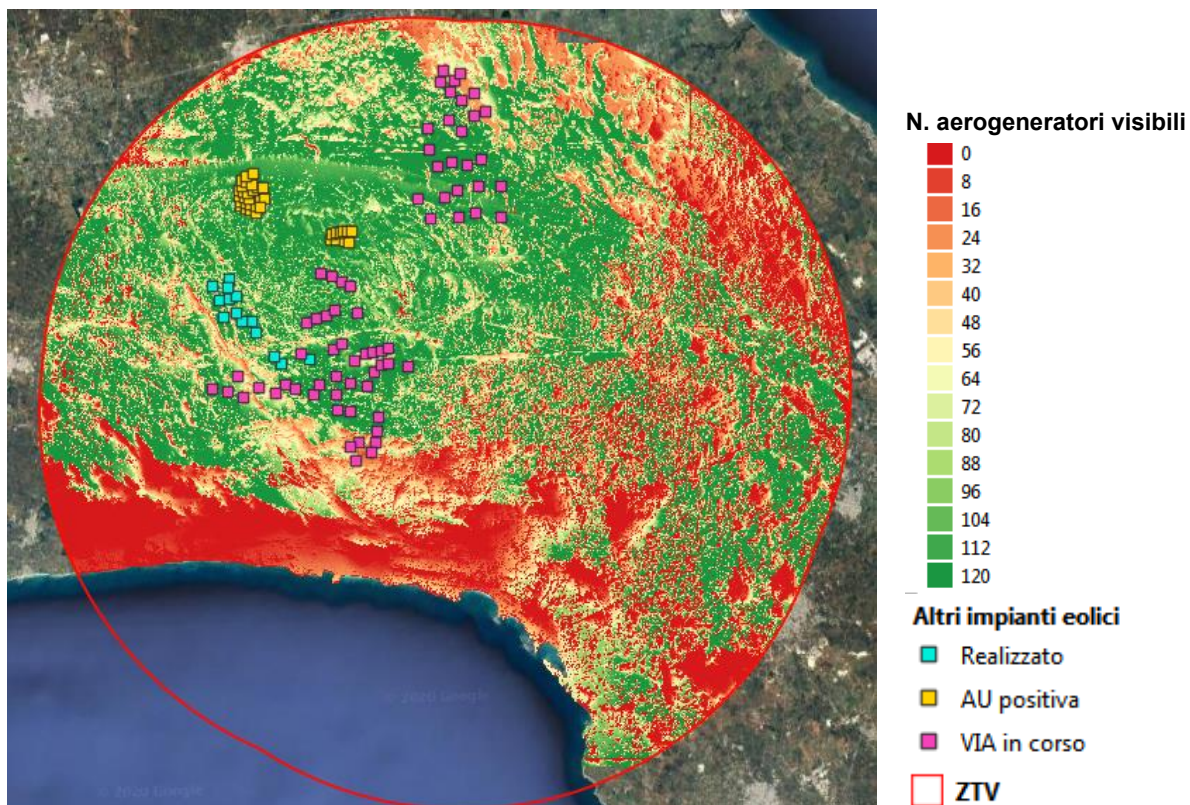 N. aerogeneratori visibili
0
8
16
24
32
40
48
56
64
72
80
88
96
104
112
120
Altri impianti eolici
Realizzato
AU positiva
VIA in corso
ZTV
© 2020 Google
© 2020 Google